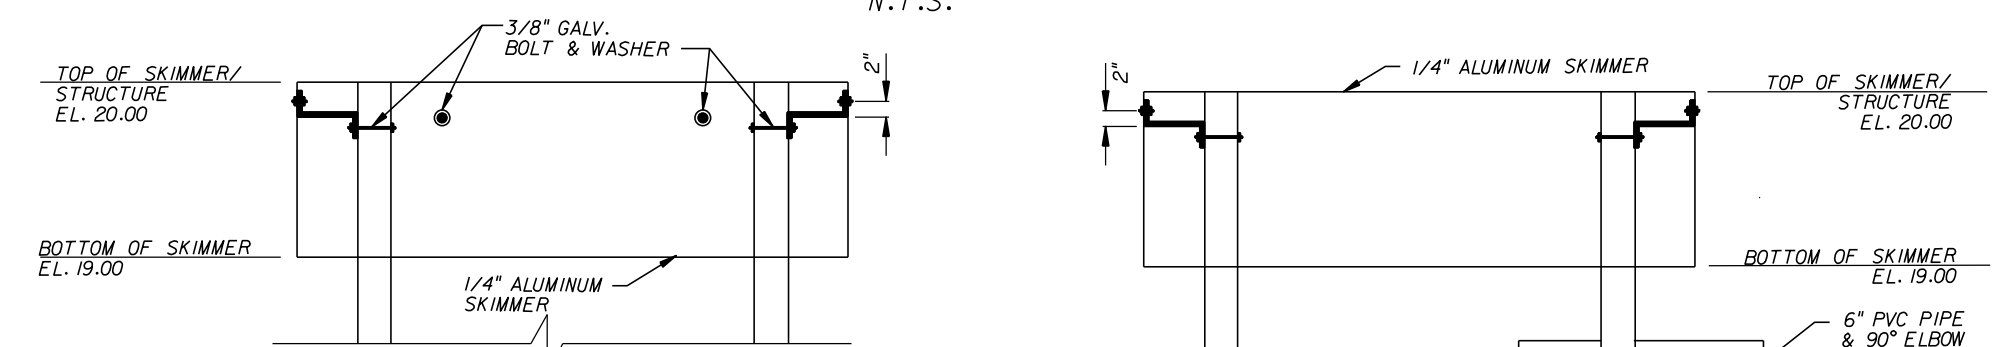 N.T.S.
3/8" GALV.
BOLT & WASHER
TOP OF SKIMMER/
STRUCTURE
EL. 20.00
2"
BOTTOM OF SKIMMER
EL. 19.00
1/4" ALUMINUM
SKIMMER
2"
1/4" ALUMINUM SKIMMER
TOP OF SKIMMER/
STRUCTURE
EL. 20.00
BOTTOM OF SKIMMER
EL. 19.00
6" PVC PIPE
& 90° ELBOW